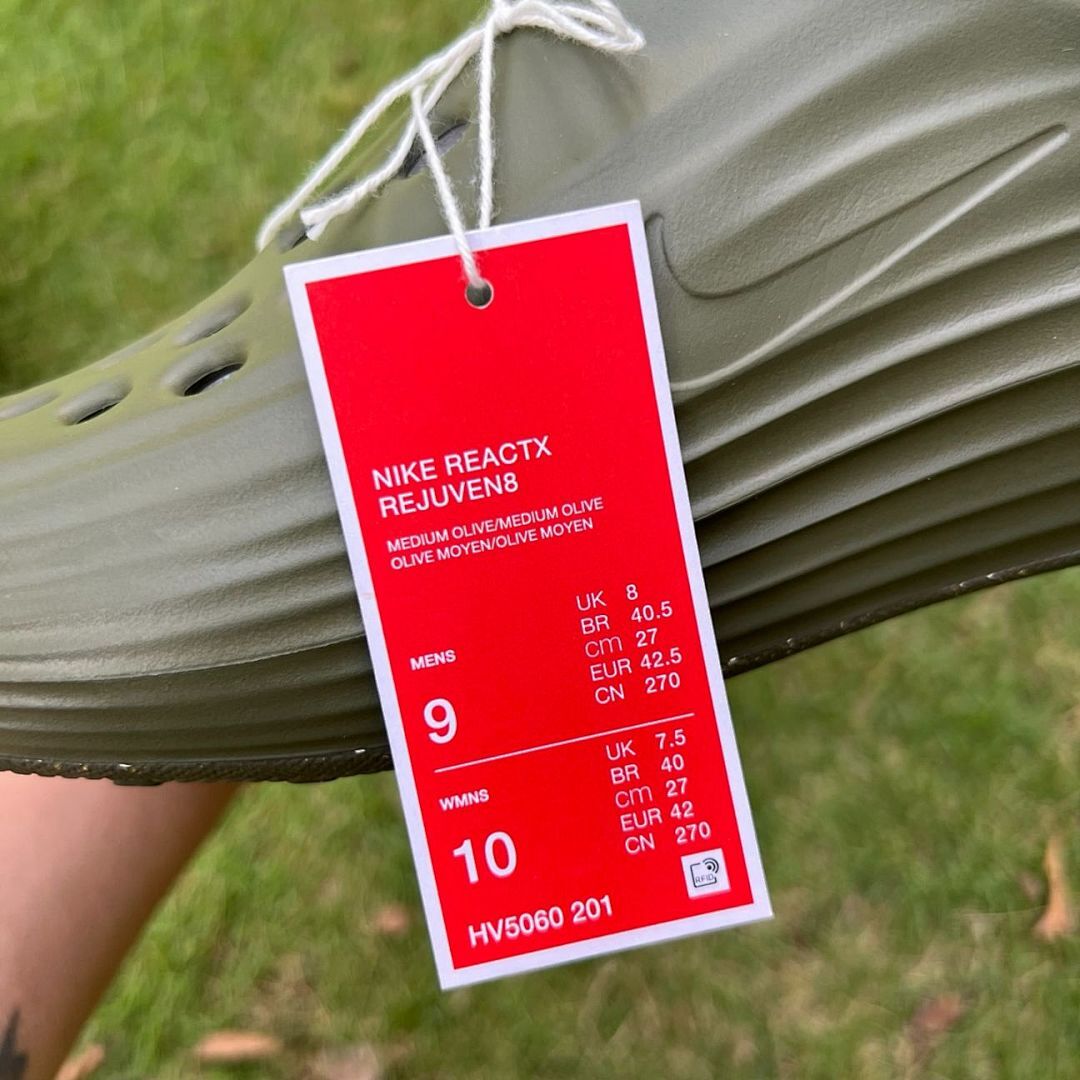 NIKE REACTX
REJUVEN8
MEDIUM OLIVE/MEDIUM OLIVE
OLIVE MOYEN/OLIVE MOYEN
MENS
9
UK 8
BR 40.5
cm 27
EUR 42.5
CN 270
WMNS
10
UK 7.5
BR 40
cm 27
EUR 42
CN 270
RFID
HV5060 201